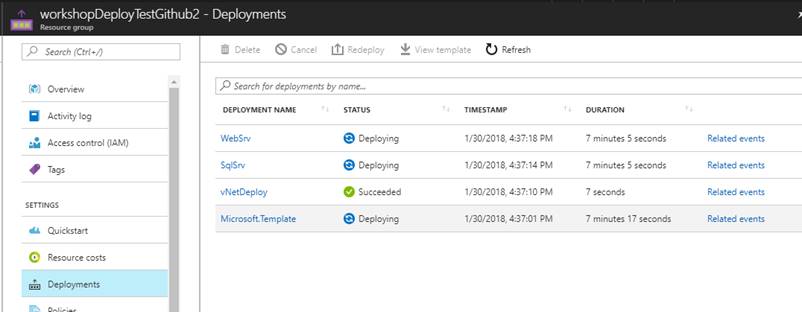 workshopDeployTestGithub2 - Deployments
Resource group
Search (Ctrl+/)
Overview
Activity log
Access control (IAM)
Tags
SETTINGS
Quickstart
Resource costs
Deployments
Policies
Delete Cancel Redeploy View template Refresh
Search for deployments by name...
DEPLOYMENT NAME STATUS TIMESTAMP DURATION
WebSrv Deploying 1/30/2018, 4:37:18 PM 7 minutes 5 seconds Related events
SqlSrv Deploying 1/30/2018, 4:37:14 PM 7 minutes 5 seconds Related events
vNetDeploy Succeeded 1/30/2018, 4:37:10 PM 7 seconds Related events
Microsoft.Template Deploying 1/30/2018, 4:37:01 PM 7 minutes 17 seconds Related events